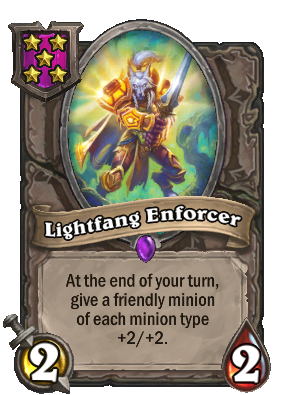 Lightfang Enforcer
At the end of your turn,
give a friendly minion
of each minion type
+2/+2.
2
2